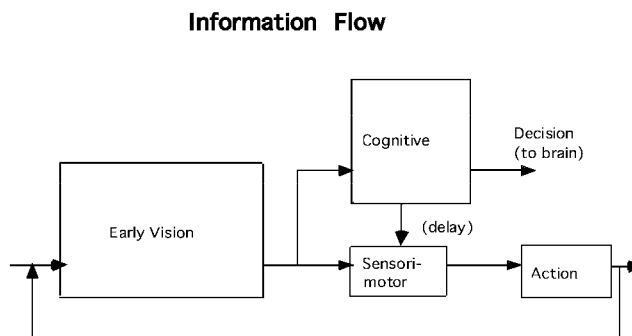 Information Flow
Cognitive
Decision
(to brain)
Early Vision
(delay)
Sensori-
motor
Action